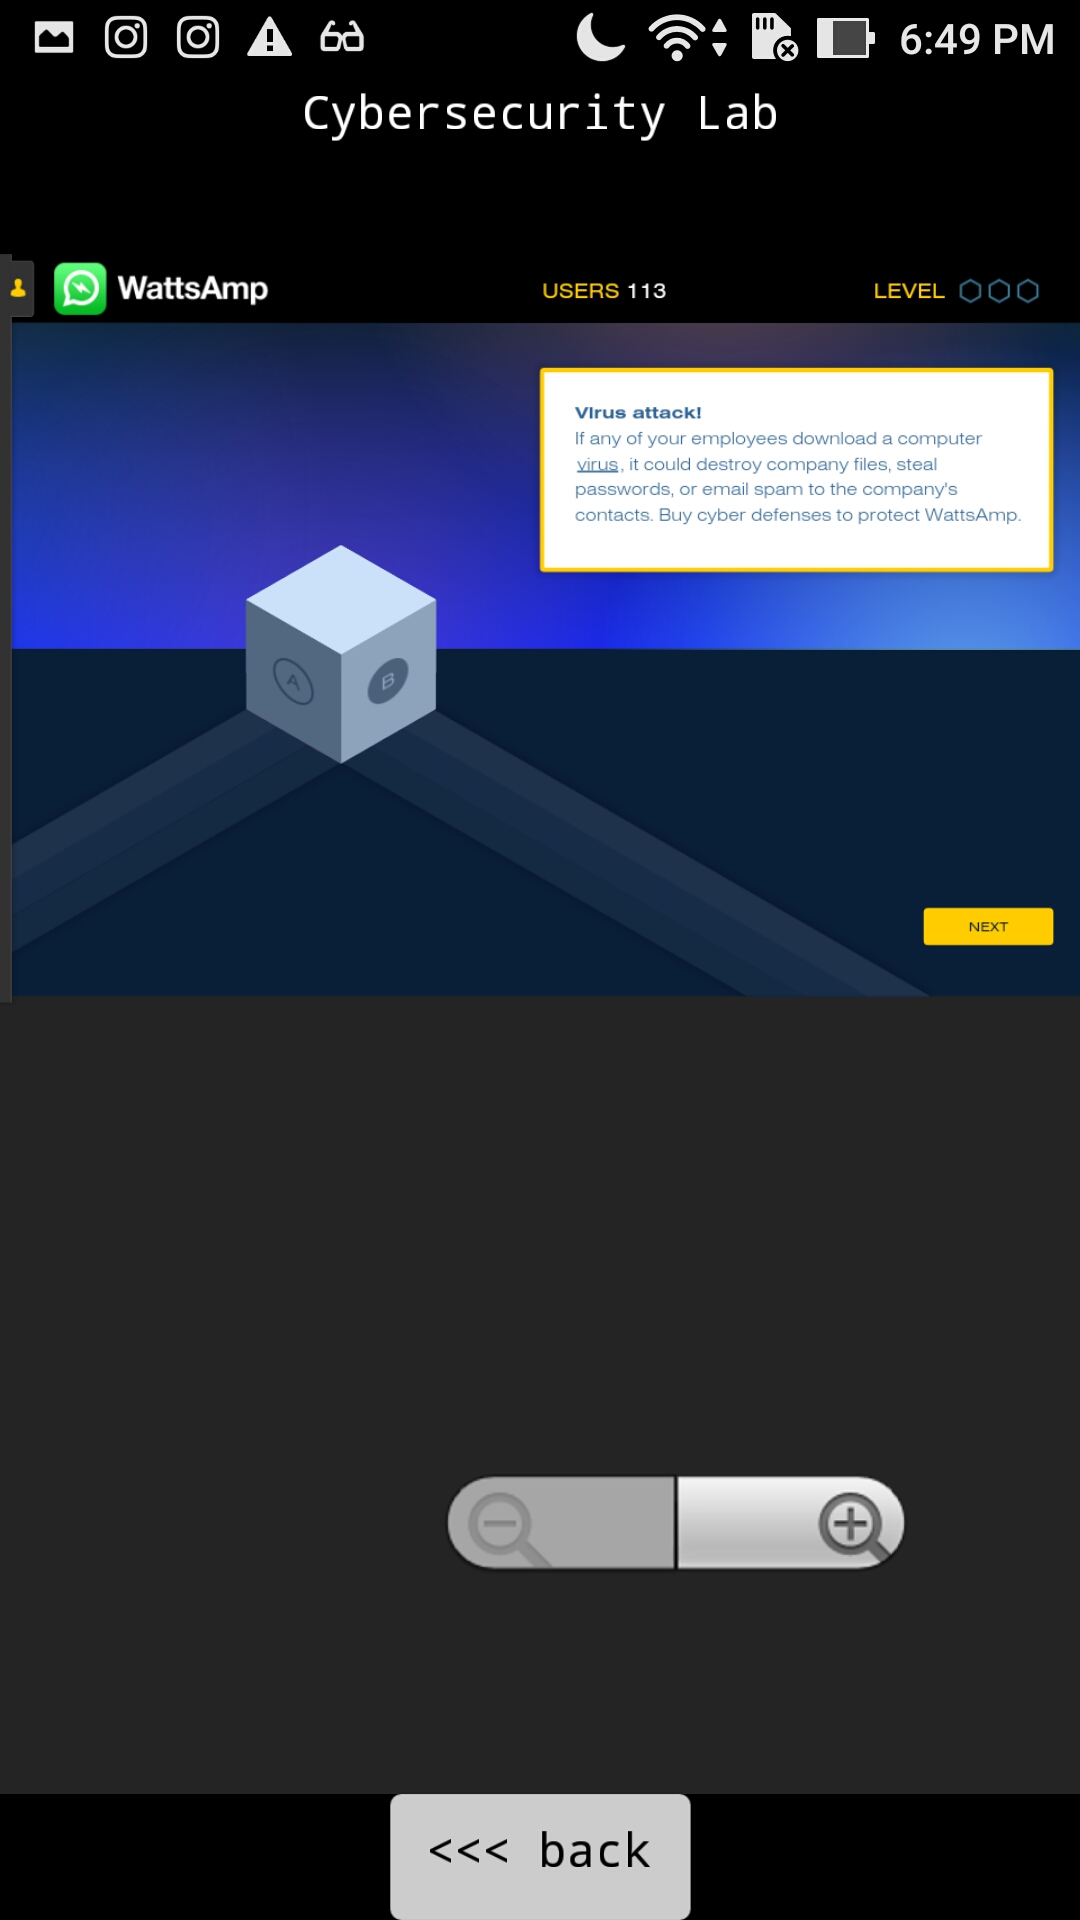 6:49 PM
Cybersecurity Lab
WattsAmp
USERS 113
LEVEL
Virus attack!
If any of your employees download a computer
virus, it could destroy company files, steal
passwords, or email spam to the company's
contacts. Buy cyber defenses to protect WattsAmp.
A
B
NEXT
<<< back